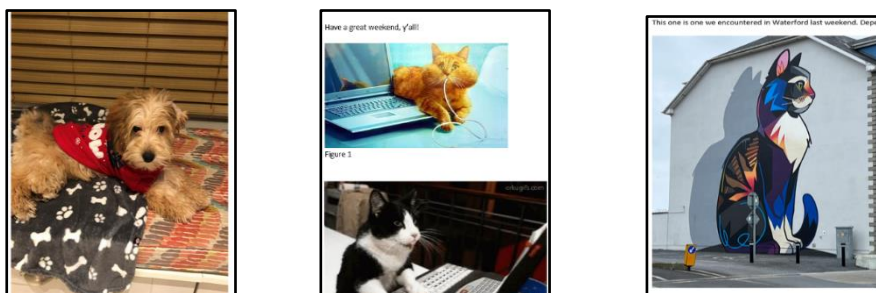 Have a great weekend, y'all!
Figure 1
This one is one we encountered in Waterford last weekend. Depe